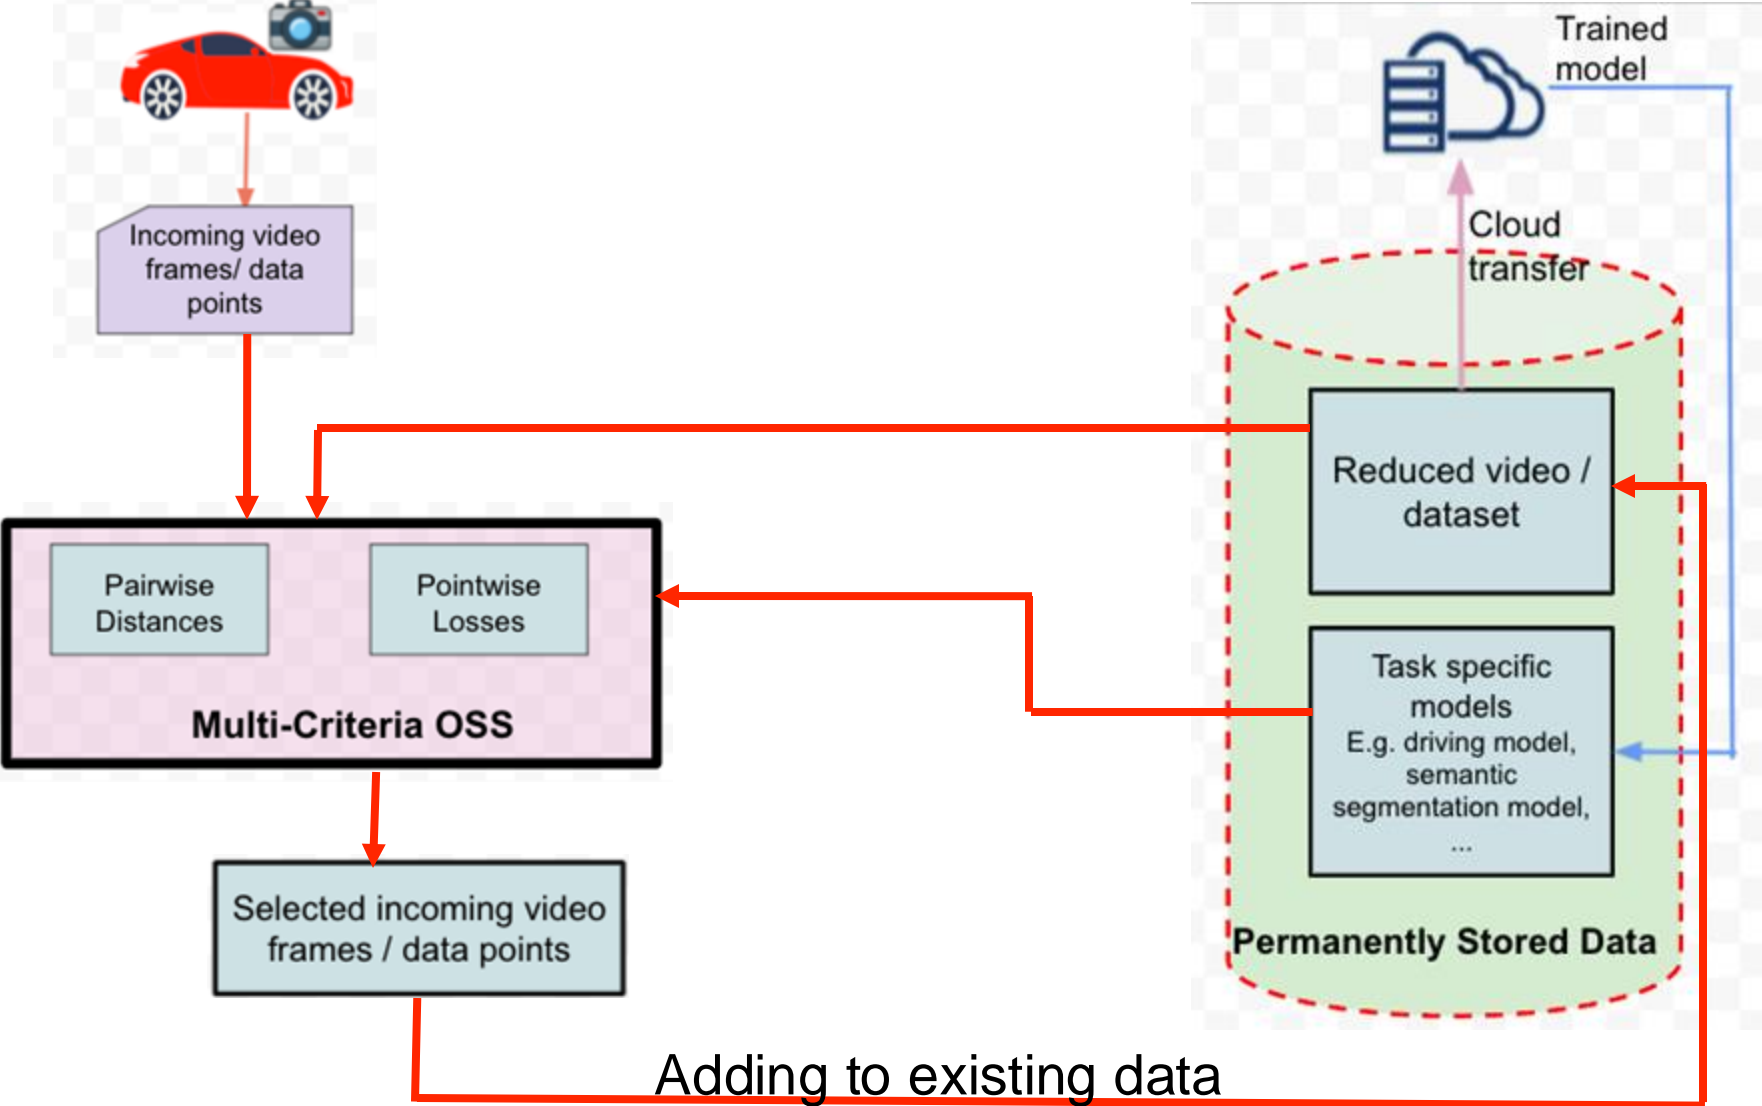 Trained
model
Cloud
transfer
Incoming video
frames/ data
points
Reduced video /
dataset
Pairwise
Distances
Pointwise
Losses
Multi-Criteria OSS
Task specific
models
E.g. driving model,
semantic
segmentation model,
...
Selected incoming video
frames / data points
Permanently Stored Data
Adding to existing data